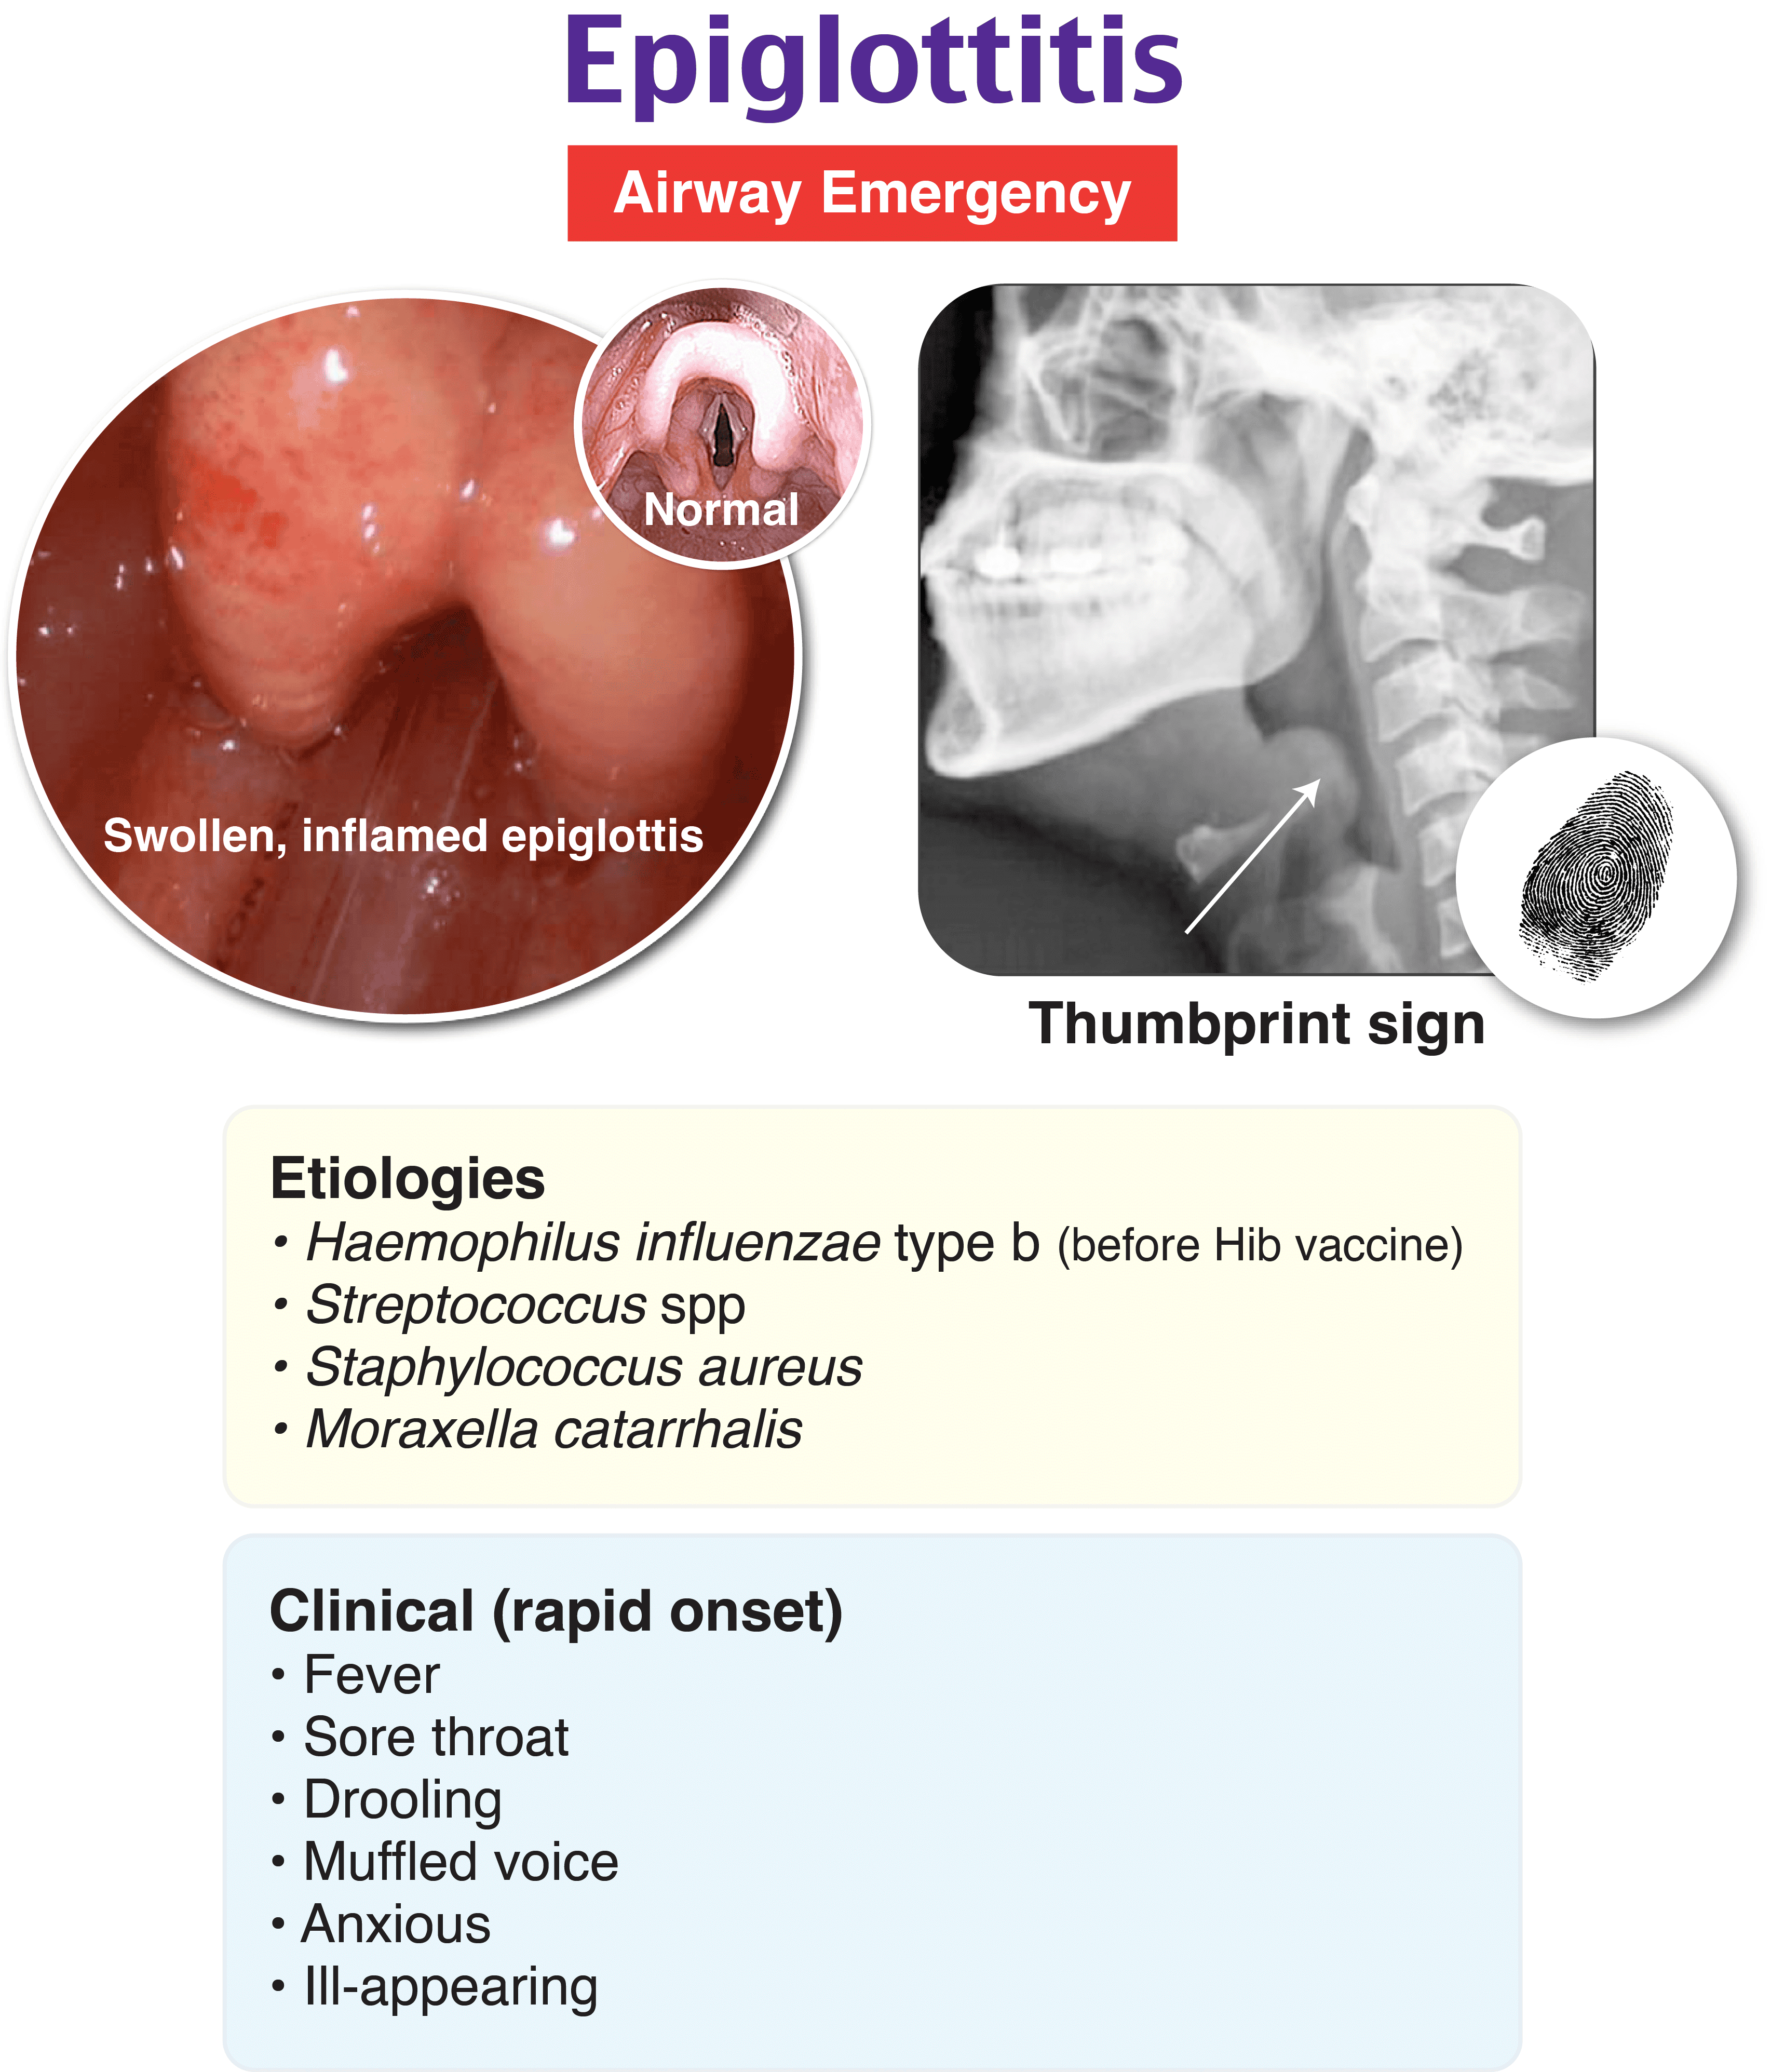 Epiglottitis
Airway Emergency
Normal
Swollen, inflamed epiglottis
Thumbprint sign
Etiologies
• Haemophilus influenzae type b (before Hib vaccine)
• Streptococcus spp
• Staphylococcus aureus
• Moraxella catarrhalis
Clinical (rapid onset)
• Fever
• Sore throat
• Drooling
• Muffled voice
• Anxious
• Ill-appearing